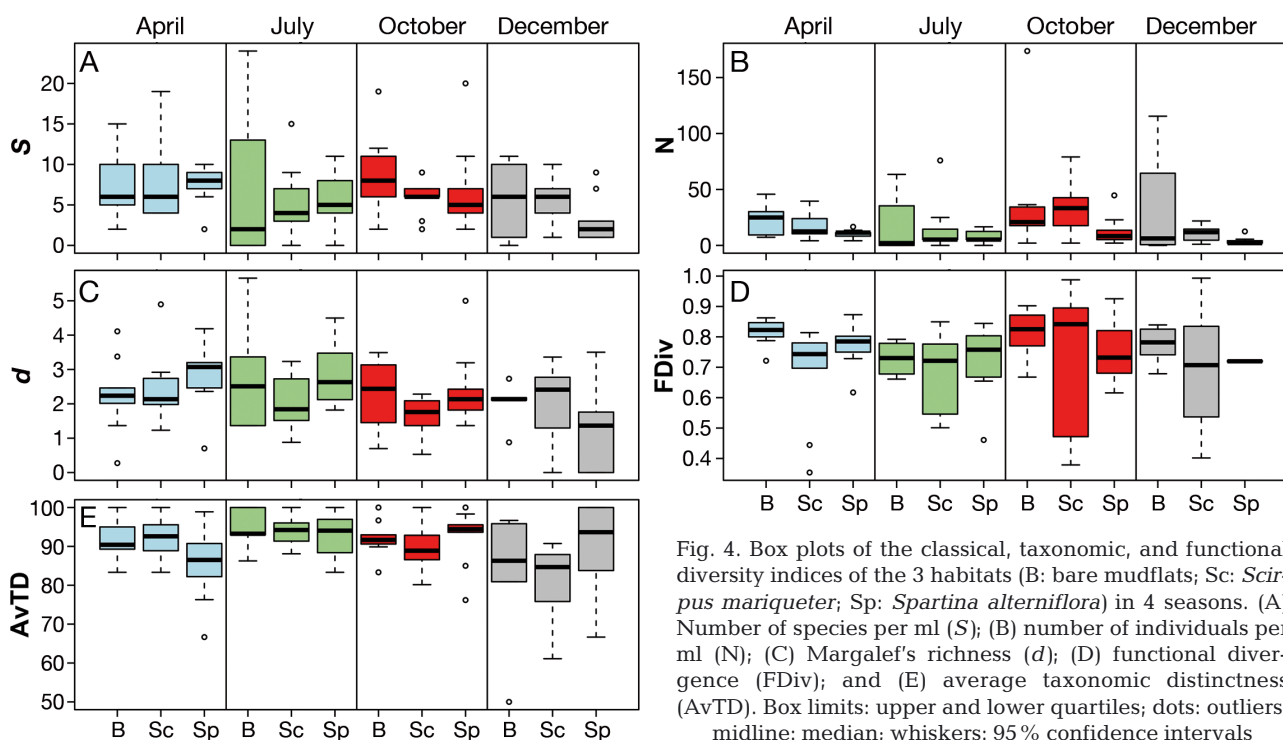 April July October December
A
S
20
15
10
5
0
April July October December
B
N
150
100
50
0
C
d
5
4
3
2
1
0
D
FDiv
1.0
0.9
0.8
0.7
0.6
0.5
0.4
B Sc Sp B Sc Sp B Sc Sp B Sc Sp
E
AvTD
100
90
80
70
60
50
B Sc Sp B Sc Sp B Sc Sp B Sc Sp
Fig. 4. Box plots of the classical, taxonomic, and functional
diversity indices of the 3 habitats (B: bare mudflats; Sc: Scir-
pus mariqueter; Sp: Spartina alterniflora) in 4 seasons. (A)
Number of species per ml (S); (B) number of individuals per
ml (N); (C) Margalef's richness (d); (D) functional diver-
gence (FDiv); and (E) average taxonomic distinctness
(AvTD). Box limits: upper and lower quartiles; dots: outliers;
midline: median; whiskers: 95% confidence intervals